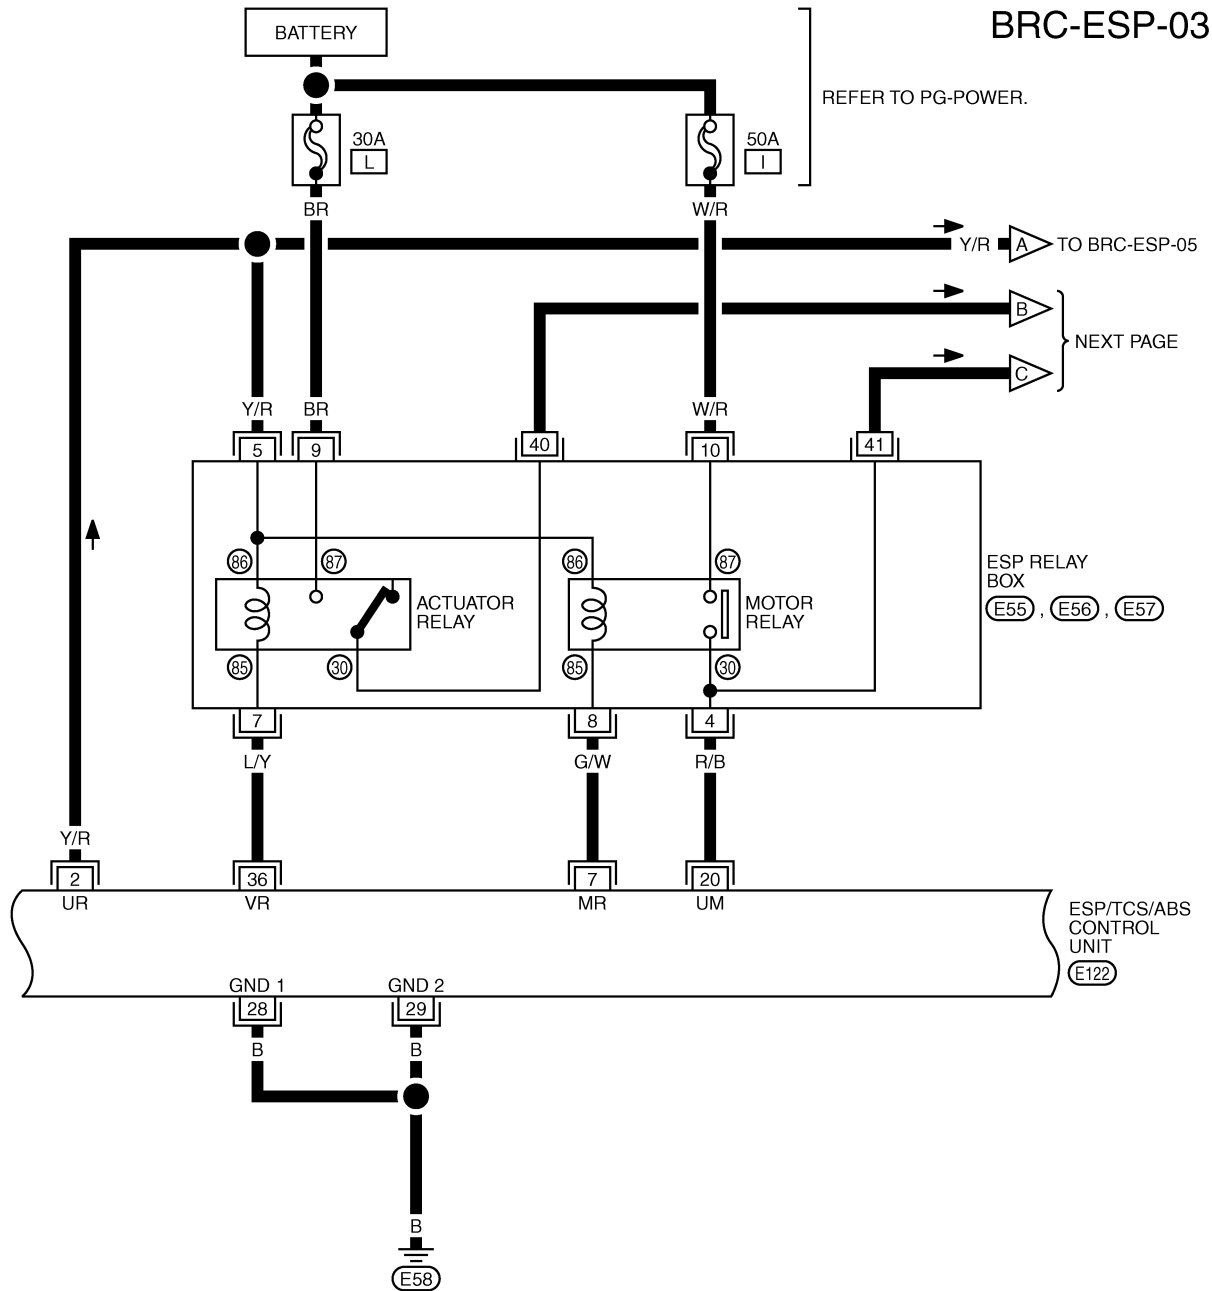 BRC-ESP-03
BATTERY
REFER TO PG-POWER.
30A
L
50A
I
BR
W/R
Y/R
A
TO BRC-ESP-05
B
NEXT PAGE
C
Y/R
BR
W/R
5
9
40
10
41
86
87
86
87
ESP RELAY
BOX
E55 , E56 , E57
ACTUATOR
RELAY
MOTOR
RELAY
85
30
85
30
7
8
4
L/Y
G/W
R/B
Y/R
2
36
7
20
UR
VR
MR
UM
ESP/TCS/ABS
CONTROL
UNIT
E122
GND 1
GND 2
28
29
B
B
B
E58